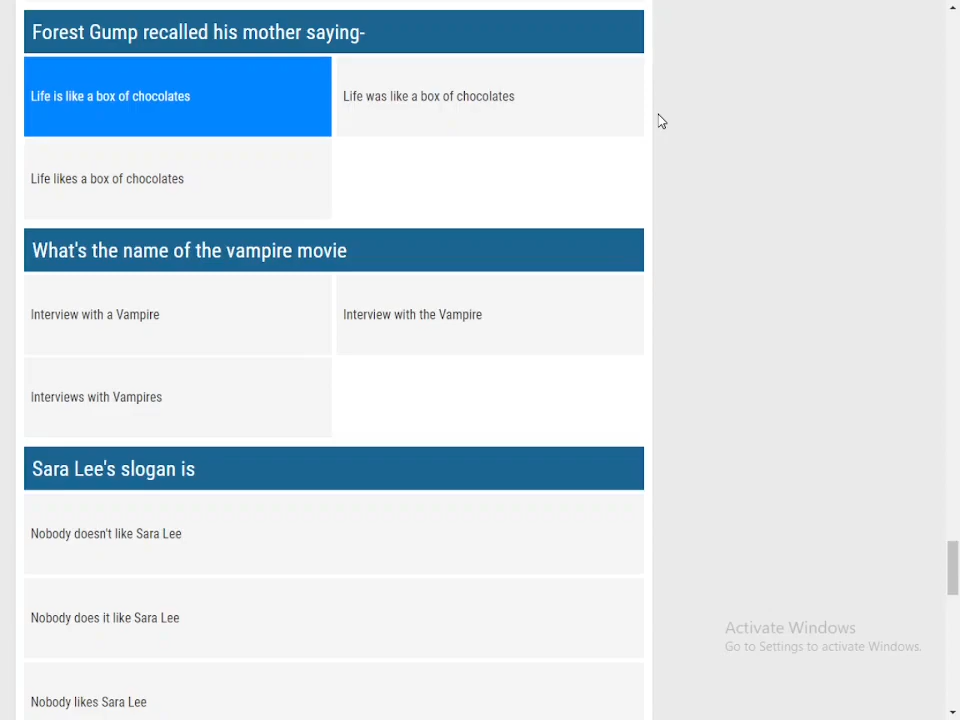 Forest Gump recalled his mother saying-
Life is like a box of chocolates
Life was like a box of chocolates
Life likes a box of chocolates
What's the name of the vampire movie
Interview with a Vampire
Interview with the Vampire
Interviews with Vampires
Sara Lee's slogan is
Nobody doesn't like Sara Lee
Nobody does it like Sara Lee
Nobody likes Sara Lee
Activate Windows
Go to Settings to activate Windows.